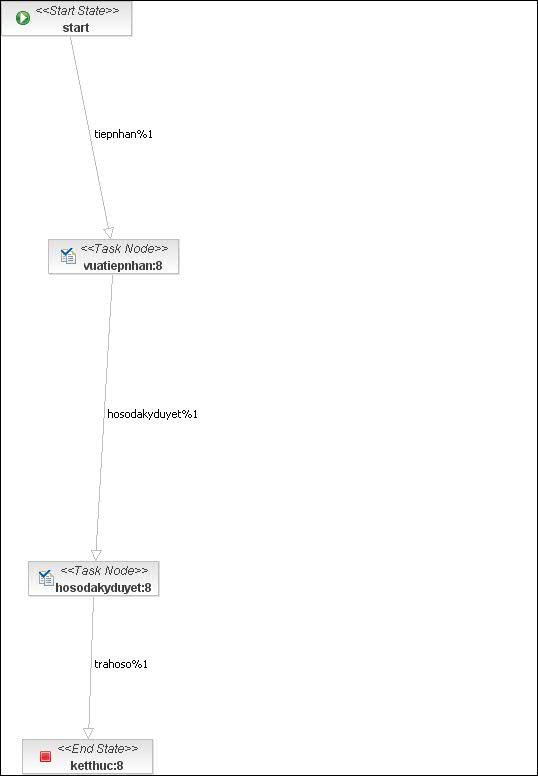 <<Start State>>
start
tiepnhan%1
<<Task Node>>
vuatiepnhan:8
hosodakyduyet%1
<<Task Node>>
hosodakyduyet:8
trahoso%1
<<End State>>
ketthuc:8